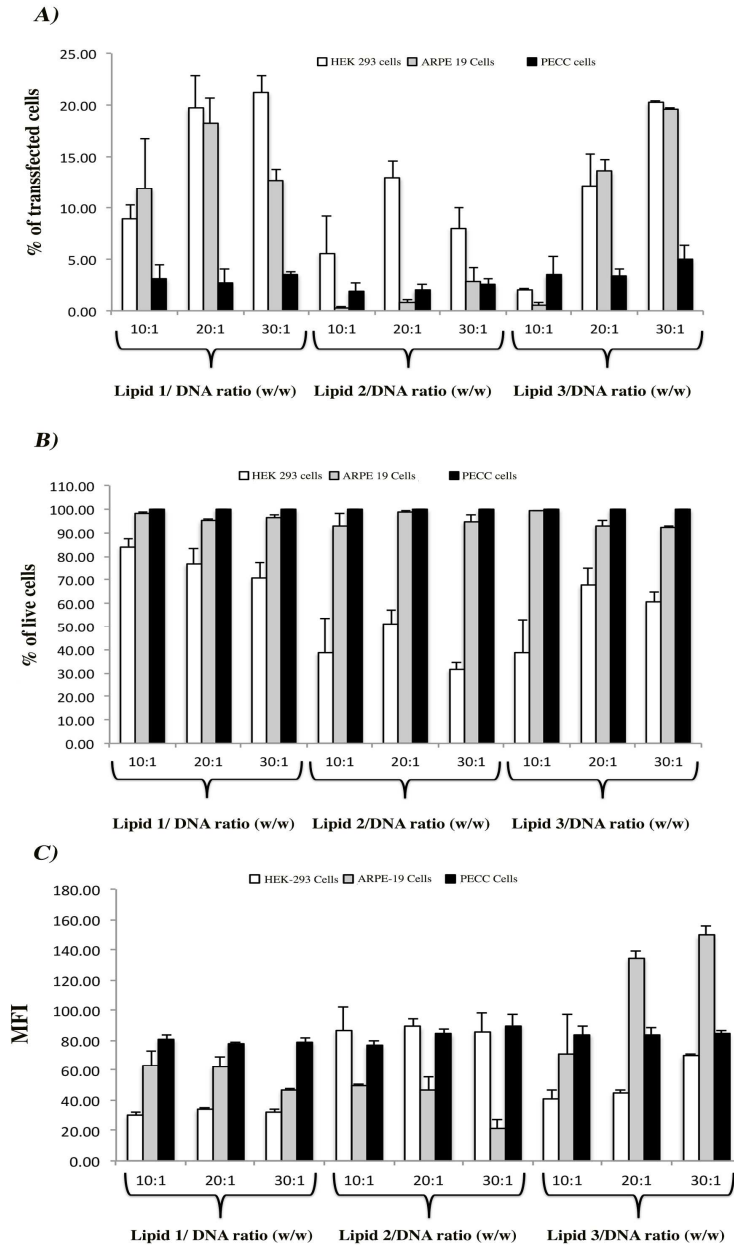 A)
HEK 293 cells ARPE 19 Cells PECC cells
% of transsfected cells
25.00
20.00
15.00
10.00
5.00
0.00
10:1 20:1 30:1 10:1 20:1 30:1 10:1 20:1 30:1
Lipid 1/ DNA ratio (w/w) Lipid 2/DNA ratio (w/w) Lipid 3/DNA ratio (w/w)
B)
HEK 293 cells ARPE 19 Cells PECC cells
% of live cells
110.00
100.00
90.00
80.00
70.00
60.00
50.00
40.00
30.00
20.00
10.00
0.00
10:1 20:1 30:1 10:1 20:1 30:1 10:1 20:1 30:1
Lipid 1/ DNA ratio (w/w) Lipid 2/DNA ratio (w/w) Lipid 3/DNA ratio (w/w)
C)
HEK-293 Cells ARPE-19 Cells PECC Cells
MFI
180.00
160.00
140.00
120.00
100.00
80.00
60.00
40.00
20.00
0.00
10:1 20:1 30:1 10:1 20:1 30:1 10:1 20:1 30:1
Lipid 1/ DNA ratio (w/w) Lipid 2/DNA ratio (w/w) Lipid 3/DNA ratio (w/w)